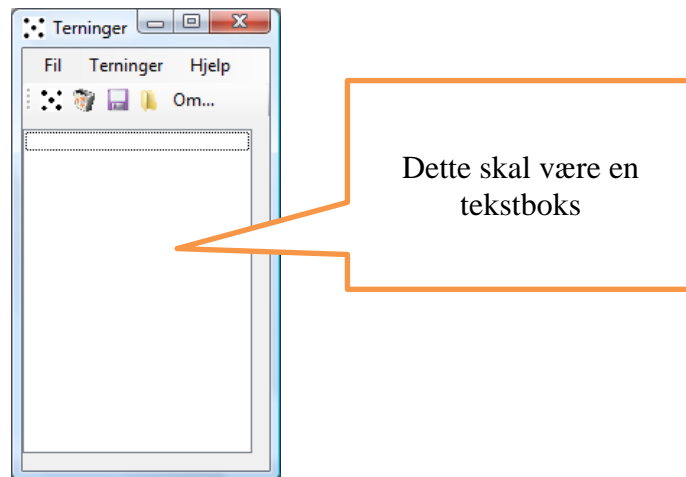 Terninger
Fil Terninger Hjelp
Om...
Dette skal være en
tekstboks